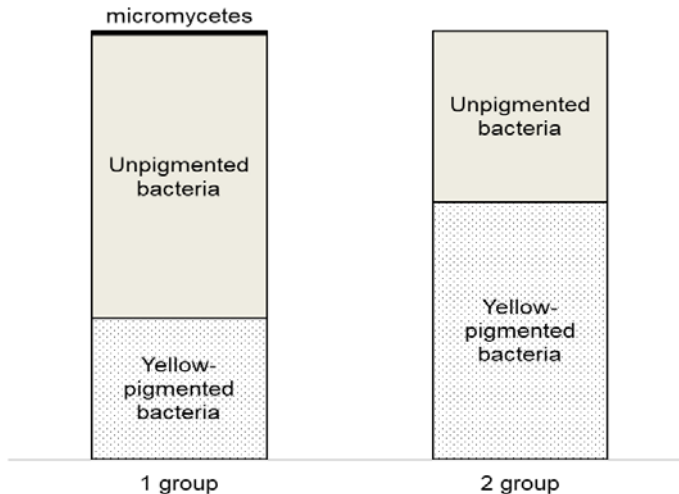 micromycetes
Unpigmented
bacteria
Yellow-
pigmented
bacteria
1 group
Unpigmented
bacteria
Yellow-
pigmented
bacteria
2 group